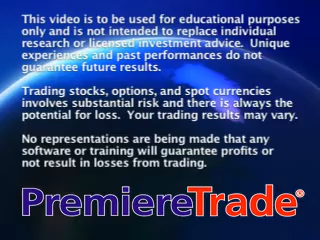 This video is to be used for educational purposes
only and is not intended to replace individual
research or licensed investment advice.  Unique
experiences and past performances do not
guarantee future results.
Trading stocks, options, and spot currencies
involves substantial risk and there is always the
potential for loss.  Your trading results may vary.
No representations are being made that any
software or training will guarantee profits or
not result in losses from trading.
PremiereTrade®